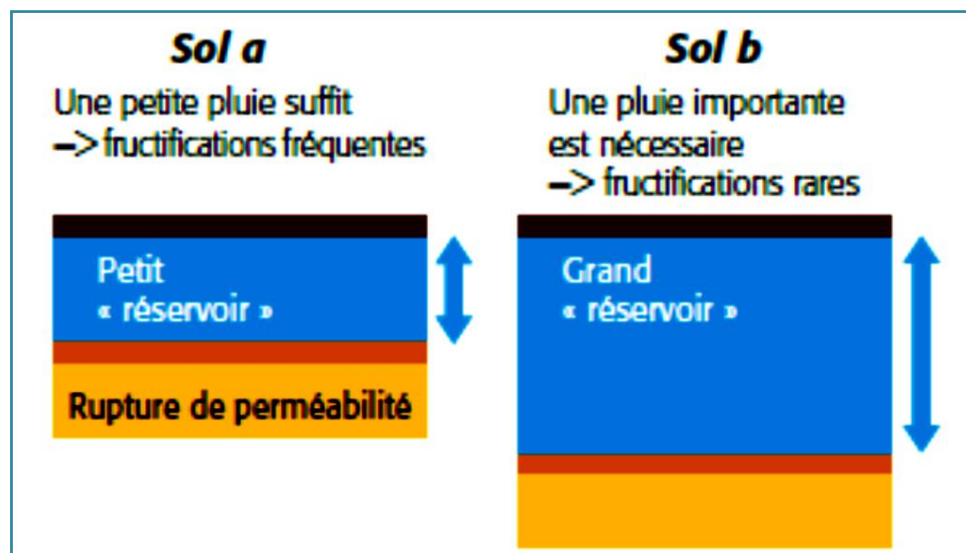 Sol a
Une petite pluie suffit
—> fructifications fréquentes
Petit
« réservoir »
Rupture de perméabilité
Sol b
Une pluie importante
est nécessaire
—> fructifications rares
Grand
« réservoir »